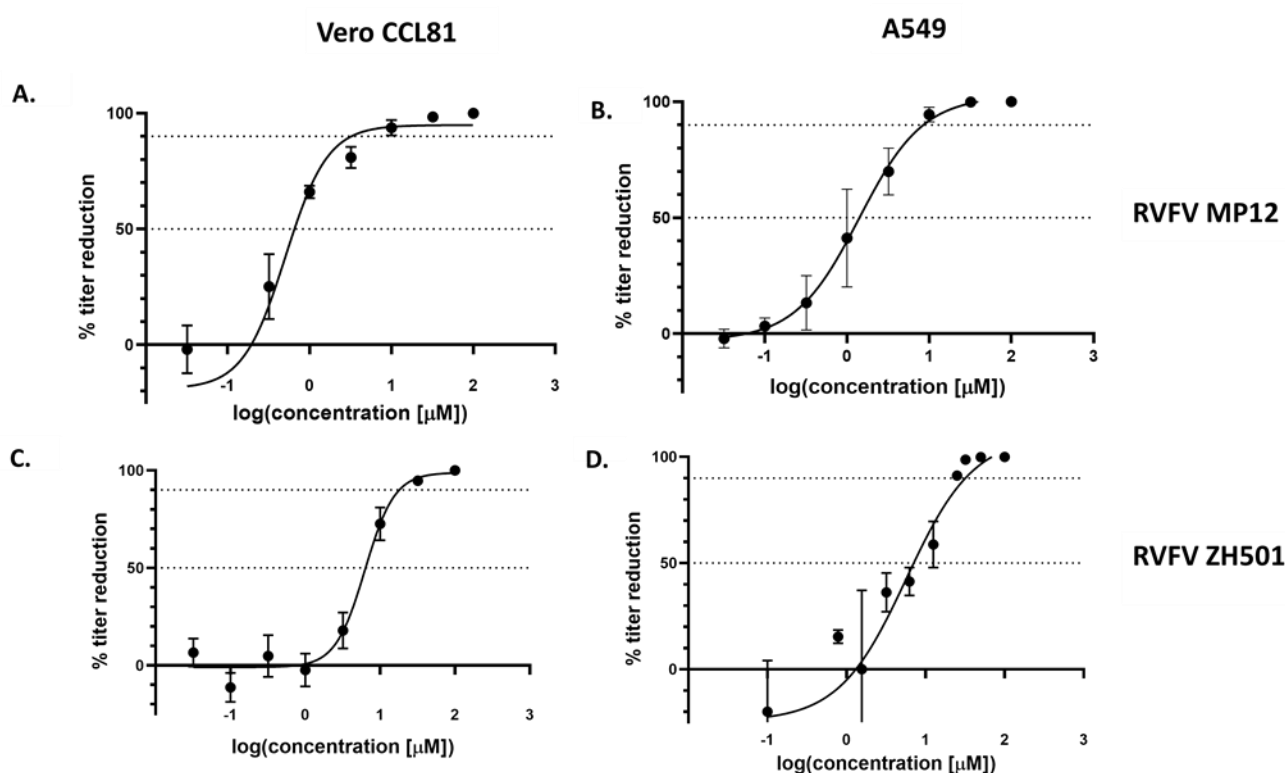 Vero CCL81
A549
A.
% titer reduction
100
50
0
-1 0 1 2 3
log(concentration [μM])
B.
% titer reduction
100
50
0
-1 0 1 2 3
log(concentration [μM])
RVFV MP12
C.
% titer reduction
100
50
0
-1 0 1 2 3
log(concentration [μM])
D.
% titer reduction
100
50
0
-1 0 1 2 3
log(concentration [μM])
RVFV ZH501